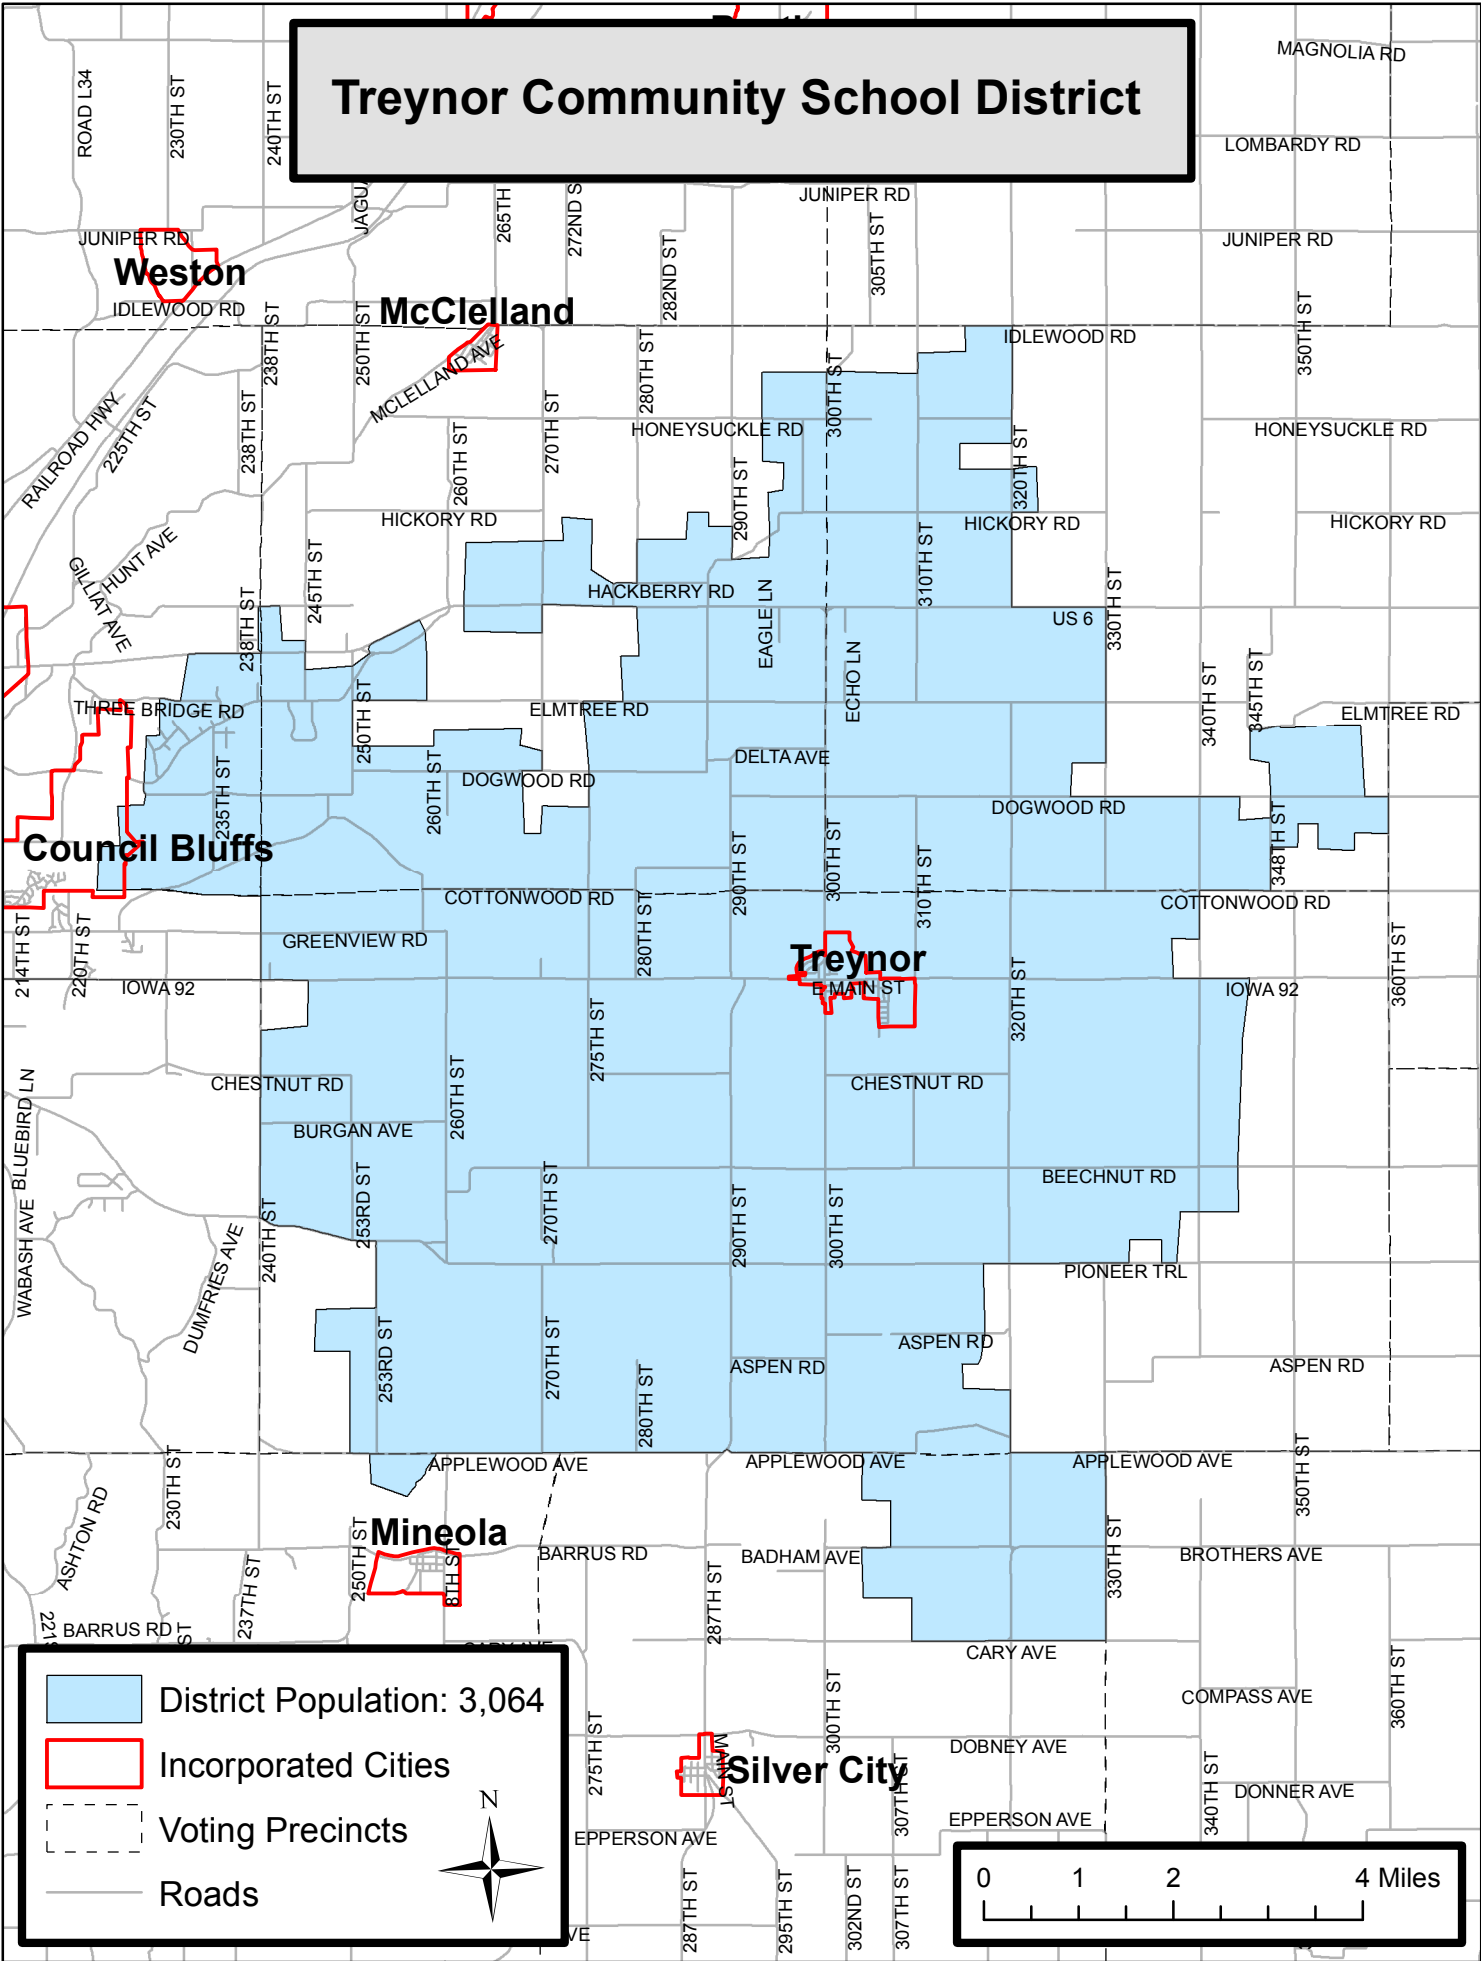 Treynor Community School District
MAGNOLIA RD
ROAD L34
230TH ST
240TH ST
LOMBARDY RD
JUNIPER RD
265TH
272ND S
305TH ST
JUNIPER RD
JUNIPER RD
Weston
IDLEWOOD RD
282ND ST
McClelland
MCLELLAND AVE
238TH ST
250TH ST
280TH ST
300TH ST
IDLEWOOD RD
350TH ST
RAILROAD HWY
225TH ST
238TH ST
260TH ST
270TH ST
HONEYSUCKLE RD
290TH ST
320TH ST
HONEYSUCKLE RD
HICKORY RD
HICKORY RD
HICKORY RD
HUNT AVE
GILLIAT AVE
245TH ST
238TH ST
HACKBERRY RD
EAGLE LN
310TH ST
US 6
330TH ST
ECHO LN
340TH ST
345TH ST
THREE BRIDGE RD
250TH ST
ELMTREE RD
ELMTREE RD
DELTA AVE
235TH ST
260TH ST
DOGWOOD RD
DOGWOOD RD
348TH ST
Council Bluffs
290TH ST
300TH ST
310TH ST
COTTONWOOD RD
COTTONWOOD RD
214TH ST
220TH ST
GREENVIEW RD
280TH ST
Treynor
E MAIN ST
IOWA 92
IOWA 92
320TH ST
360TH ST
275TH ST
BLUEBIRD LN
CHESTNUT RD
CHESTNUT RD
260TH ST
BURGAN AVE
WABASH AVE
253RD ST
270TH ST
290TH ST
300TH ST
BEECHNUT RD
240TH ST
DUMFRIES AVE
PIONEER TRL
253RD ST
270TH ST
280TH ST
ASPEN RD
ASPEN RD
ASPEN RD
APPLEWOOD AVE
APPLEWOOD AVE
APPLEWOOD AVE
230TH ST
350TH ST
ASHTON RD
Mineola
250TH ST
8TH ST
237TH ST
BARRUS RD
BADHAM AVE
BROTHERS AVE
287TH ST
330TH ST
BARRUS RD
ST
CARY AVE
District Population: 3,064
Incorporated Cities
Voting Precincts
Roads
N
275TH ST
300TH ST
COMPASS AVE
360TH ST
MAIN ST
Silver City
DOBNEY AVE
307TH ST
DONNER AVE
340TH ST
EPPERSON AVE
EPPERSON AVE
287TH ST
295TH ST
302ND ST
307TH ST
VE
0 1 2 4 Miles